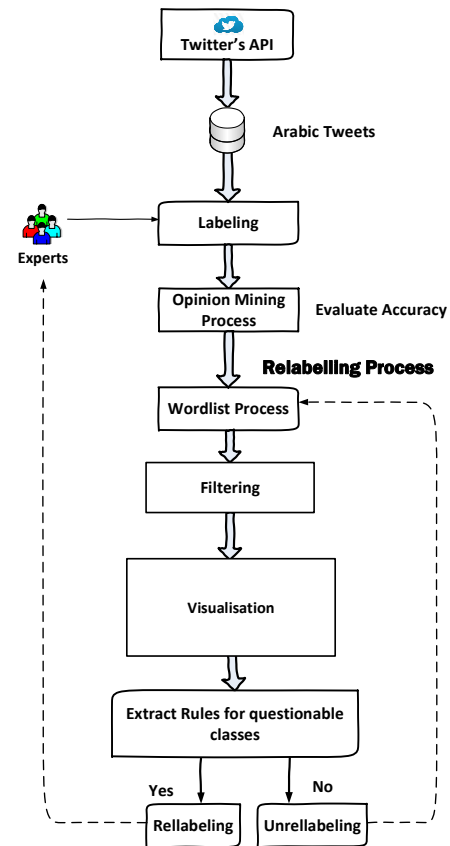 Twitter's API
Arabic Tweets
Labeling
Experts
Opinion Mining
Process
Evaluate Accuracy
Relabelling Process
Wordlist Process
Filtering
Visualisation
Extract Rules for questionable
classes
Yes
No
Rellabeling
Unrellabeling